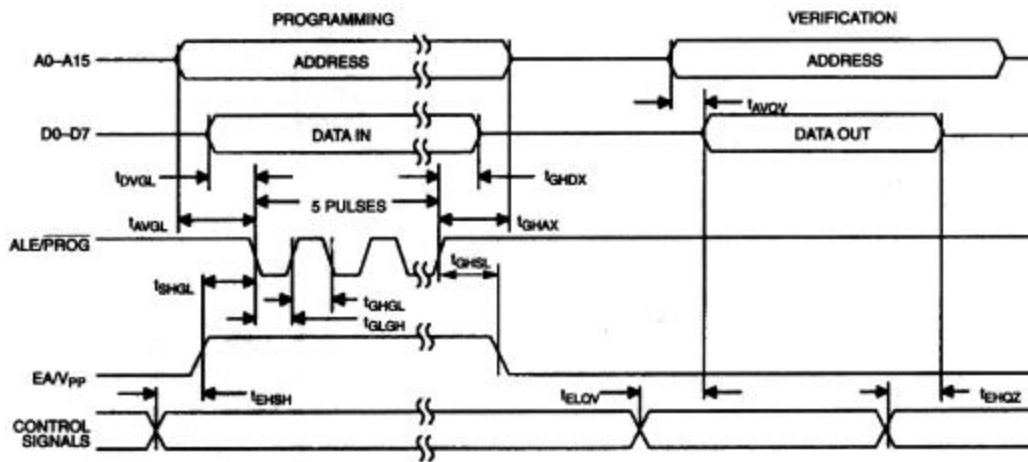 PROGRAMMING VERIFICATION
A0–A15 ADDRESS ADDRESS
tAVQV
D0–D7 DATA IN DATA OUT
tDVGL tGHDX
5 PULSES
tAVGL tGHAX
ALE/PROG
tGHSL
tSHGL
tGHGL
tGLGH
EA/VPP
tEHSH tELQV tEHQZ
CONTROL
SIGNALS